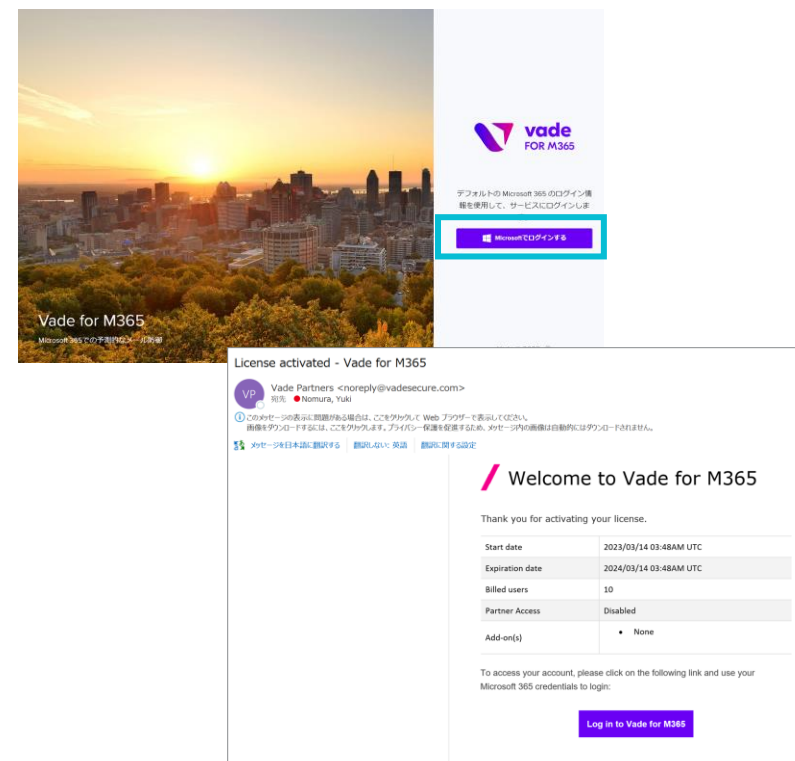 vade
FOR M365
デフォルトの Microsoft 365 のログイン情
報を使用して、サービスにログインしま
Microsoftでログインする
Vade for M365
Microsoft 365での予測的なメール防御
License activated - Vade for M365
VP
Vade Partners <noreply@vadesecure.com>
宛先 Nomura, Yuki
このメッセージの表示に問題がある場合は、ここをクリックして Web ブラウザーで表示してください。
画像をダウンロードするには、ここをクリックします。プライバシー保護を促進するため、メッセージ内の画像は自動的にはダウンロードされません。
メッセージを日本語に翻訳する 翻訳しない: 英語 翻訳に関する設定
Welcome to Vade for M365
Thank you for activating your license.
Start date 2023/03/14 03:48AM UTC
Expiration date 2024/03/14 03:48AM UTC
Billed users 10
Partner Access Disabled
Add-on(s) • None
To access your account, please click on the following link and use your
Microsoft 365 credentials to login:
Log in to Vade for M365